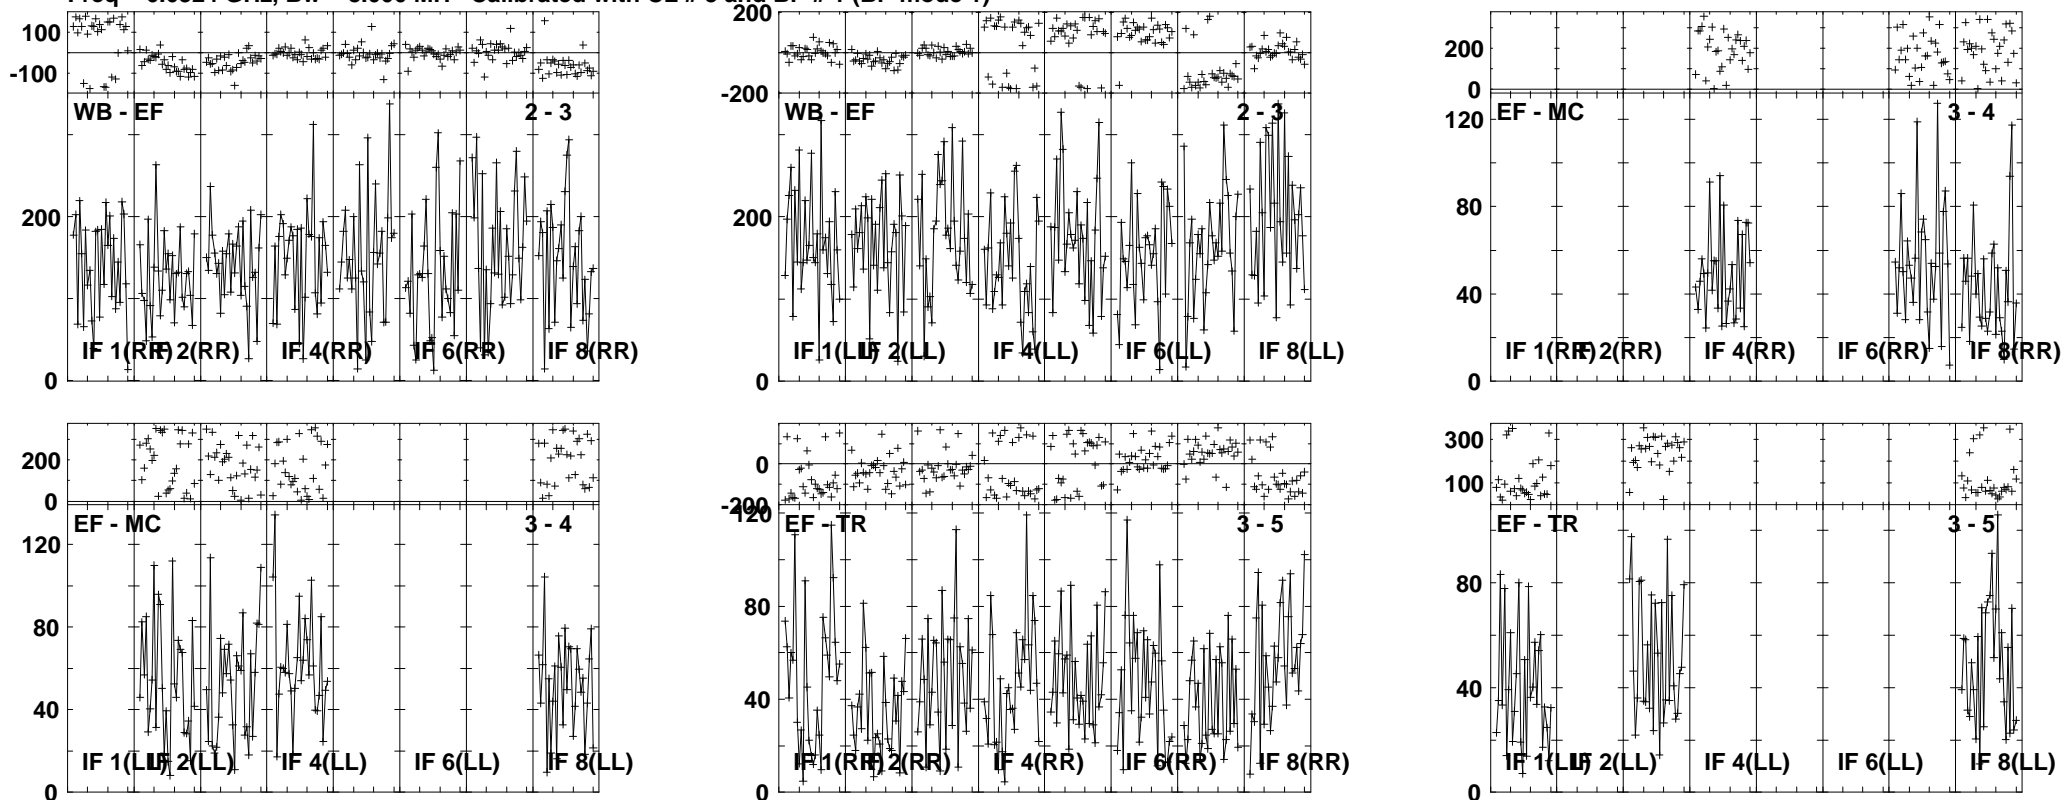 100
-100
WB - EF
2 - 3
200
0
IF 1(RR)
IF 2(RR)
IF 4(RR)
IF 6(RR)
IF 8(RR)
200
-200
WB - EF
2 - 3
200
0
IF 1(LL)
IF 2(LL)
IF 4(LL)
IF 6(LL)
IF 8(LL)
200
0
EF - MC
3 - 4
120
80
40
0
IF 1(RR)
IF 2(RR)
IF 4(RR)
IF 6(RR)
IF 8(RR)
200
0
EF - MC
3 - 4
120
80
40
0
IF 1(LL)
IF 2(LL)
IF 4(LL)
IF 6(LL)
IF 8(LL)
0
-200
120
EF - TR
3 - 5
80
40
0
IF 1(RR)
IF 2(RR)
IF 4(RR)
IF 6(RR)
IF 8(RR)
300
100
EF - TR
3 - 5
80
40
0
IF 1(LL)
IF 2(LL)
IF 4(LL)
IF 6(LL)
IF 8(LL)